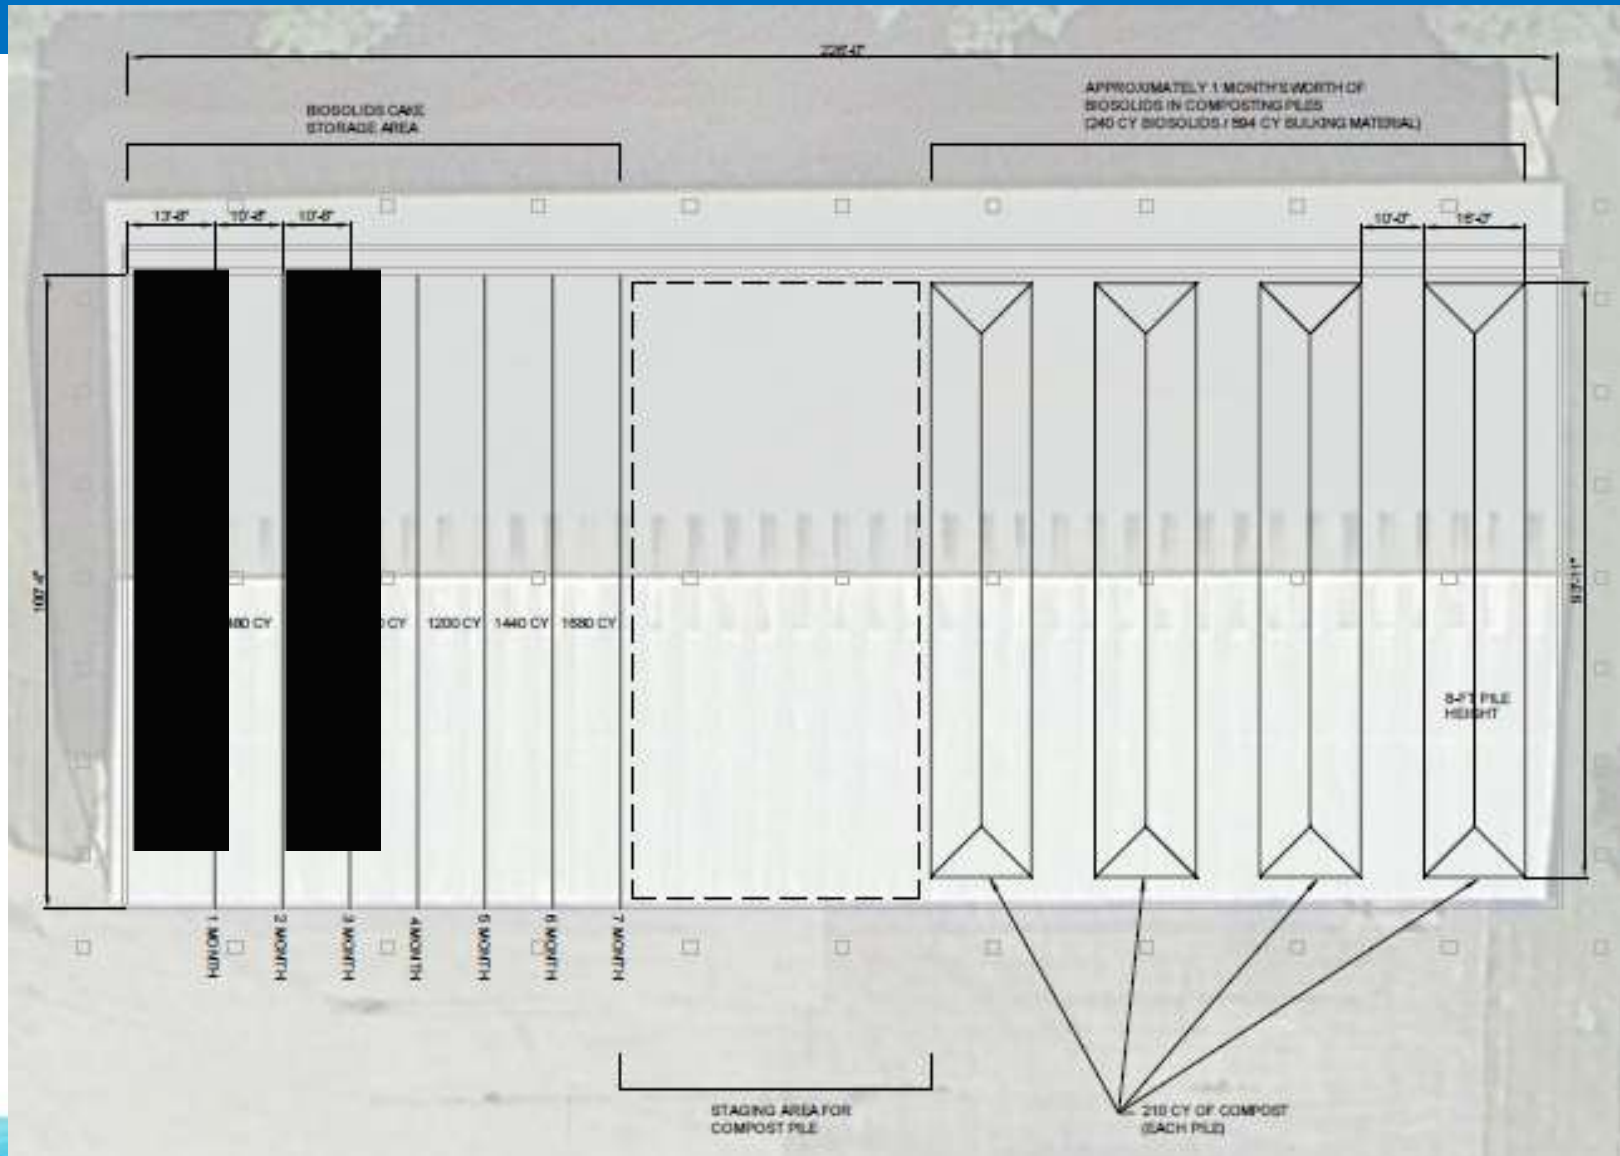 226'-0"
BIOSOLIDS CAKE
STORAGE AREA
APPROXIMATELY 1 MONTH'S WORTH OF
BIOSOLIDS IN COMPOSTING PILES
(240 CY BIOSOLIDS / 594 CY BULKING MATERIAL)
13'-8" 10'-8" 10'-8"
10'-0" 16'-0"
480 CY 1200 CY 1440 CY 1680 CY
8-FT PILE
HEIGHT
1 MONTH
2 MONTH
3 MONTH
4 MONTH
5 MONTH
6 MONTH
7 MONTH
STAGING AREA FOR
COMPOST PILE
210 CY OF COMPOST
(EACH PILE)